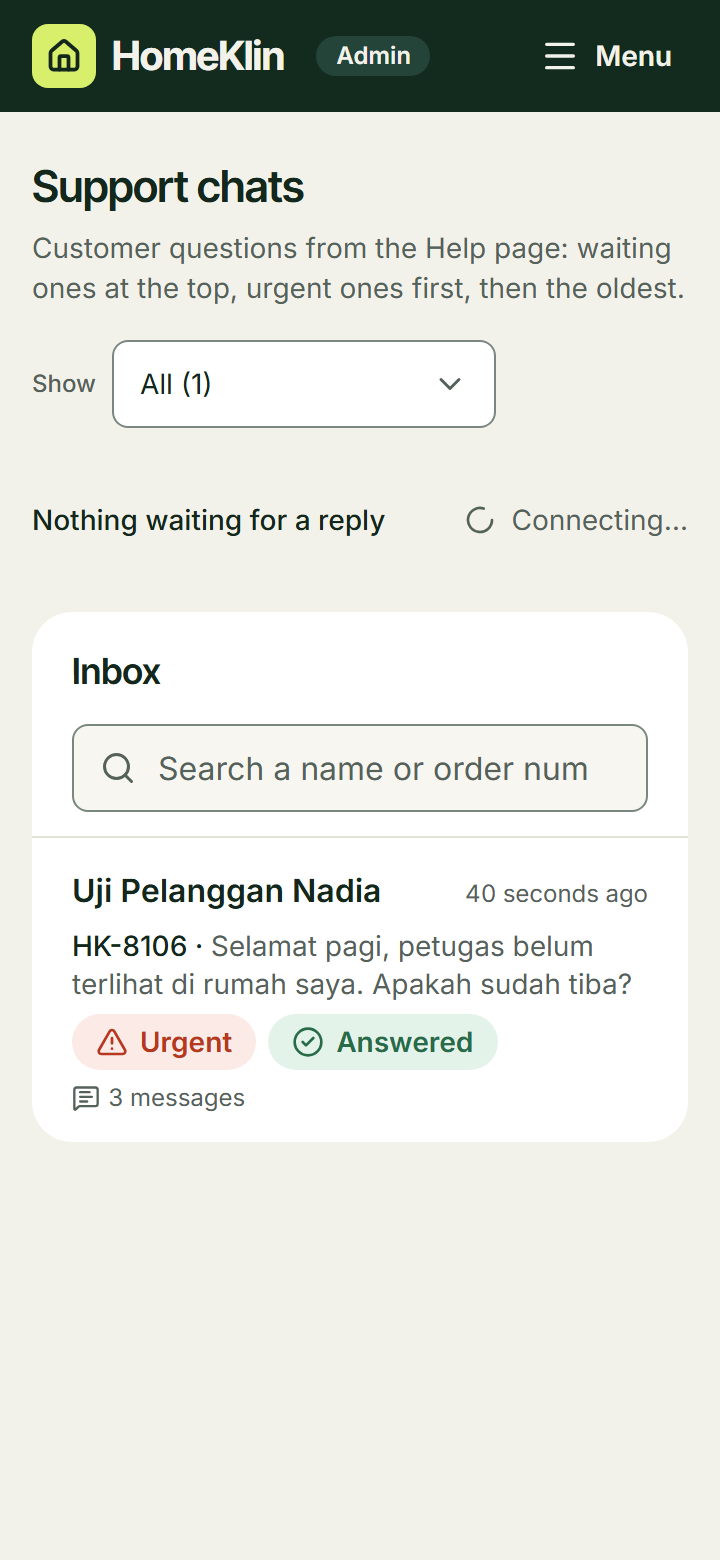 HomeKlin
Admin
Menu
Support chats
Customer questions from the Help page: waiting
ones at the top, urgent ones first, then the oldest.
Show
All (1)
Nothing waiting for a reply
Connecting...
Inbox
Search a name or order num
Uji Pelanggan Nadia
40 seconds ago
HK-8106 · Selamat pagi, petugas belum
terlihat di rumah saya. Apakah sudah tiba?
Urgent
Answered
3 messages